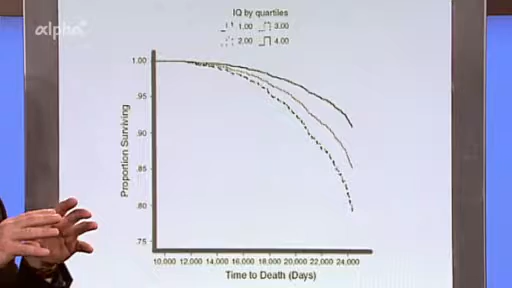 alpha
IQ by quartiles
1.00 3.00
2.00 4.00
1.00
.95
.90
.85
.80
.75
Proportion Surviving
10,000 12,000 14,000 16,000 18,000 20,000 22,000 24,000
Time to Death (Days)